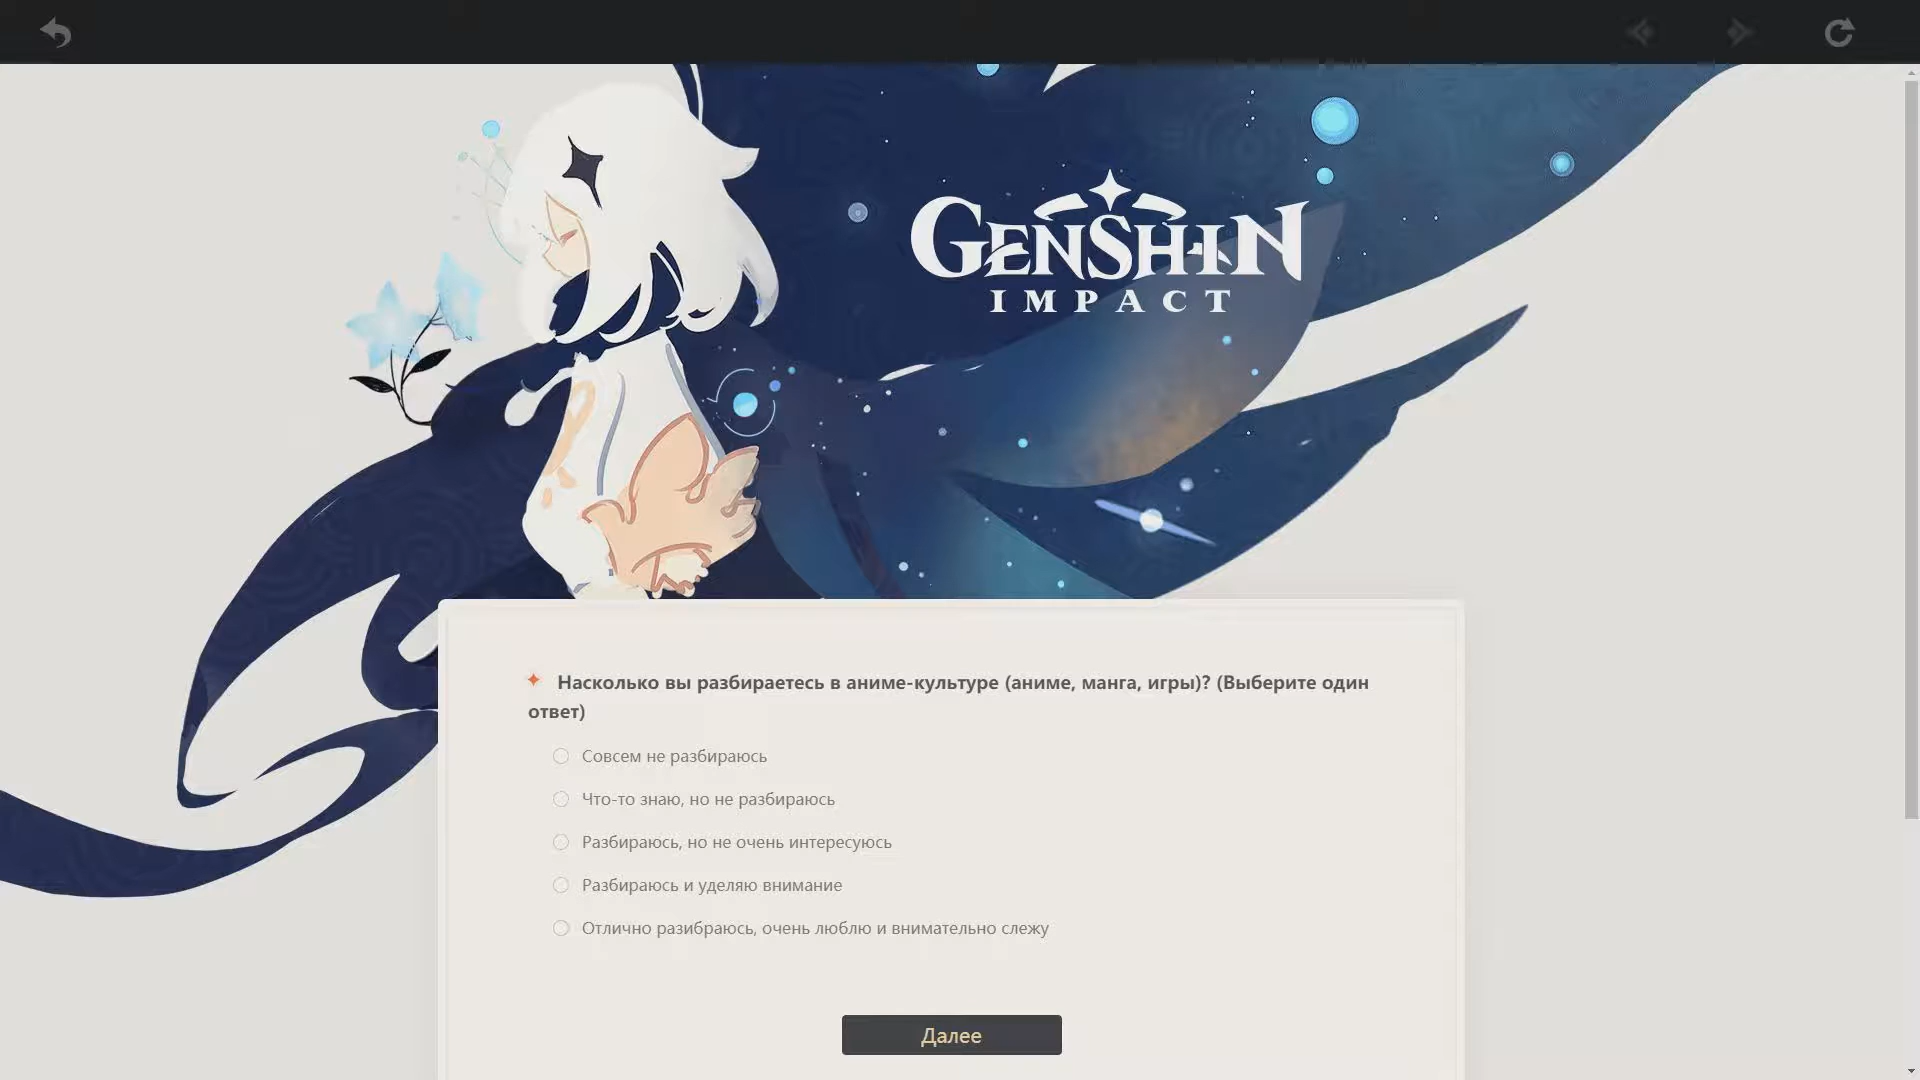 GENSHIN
IMPACT
Насколько вы разбираетесь в аниме-культуре (аниме, манга, игры)? (Выберите один
ответ)
Совсем не разбираюсь
Что-то знаю, но не разбираюсь
Разбираюсь, но не очень интересуюсь
Разбираюсь и уделяю внимание
Отлично разибраюсь, очень люблю и внимательно слежу
Далее